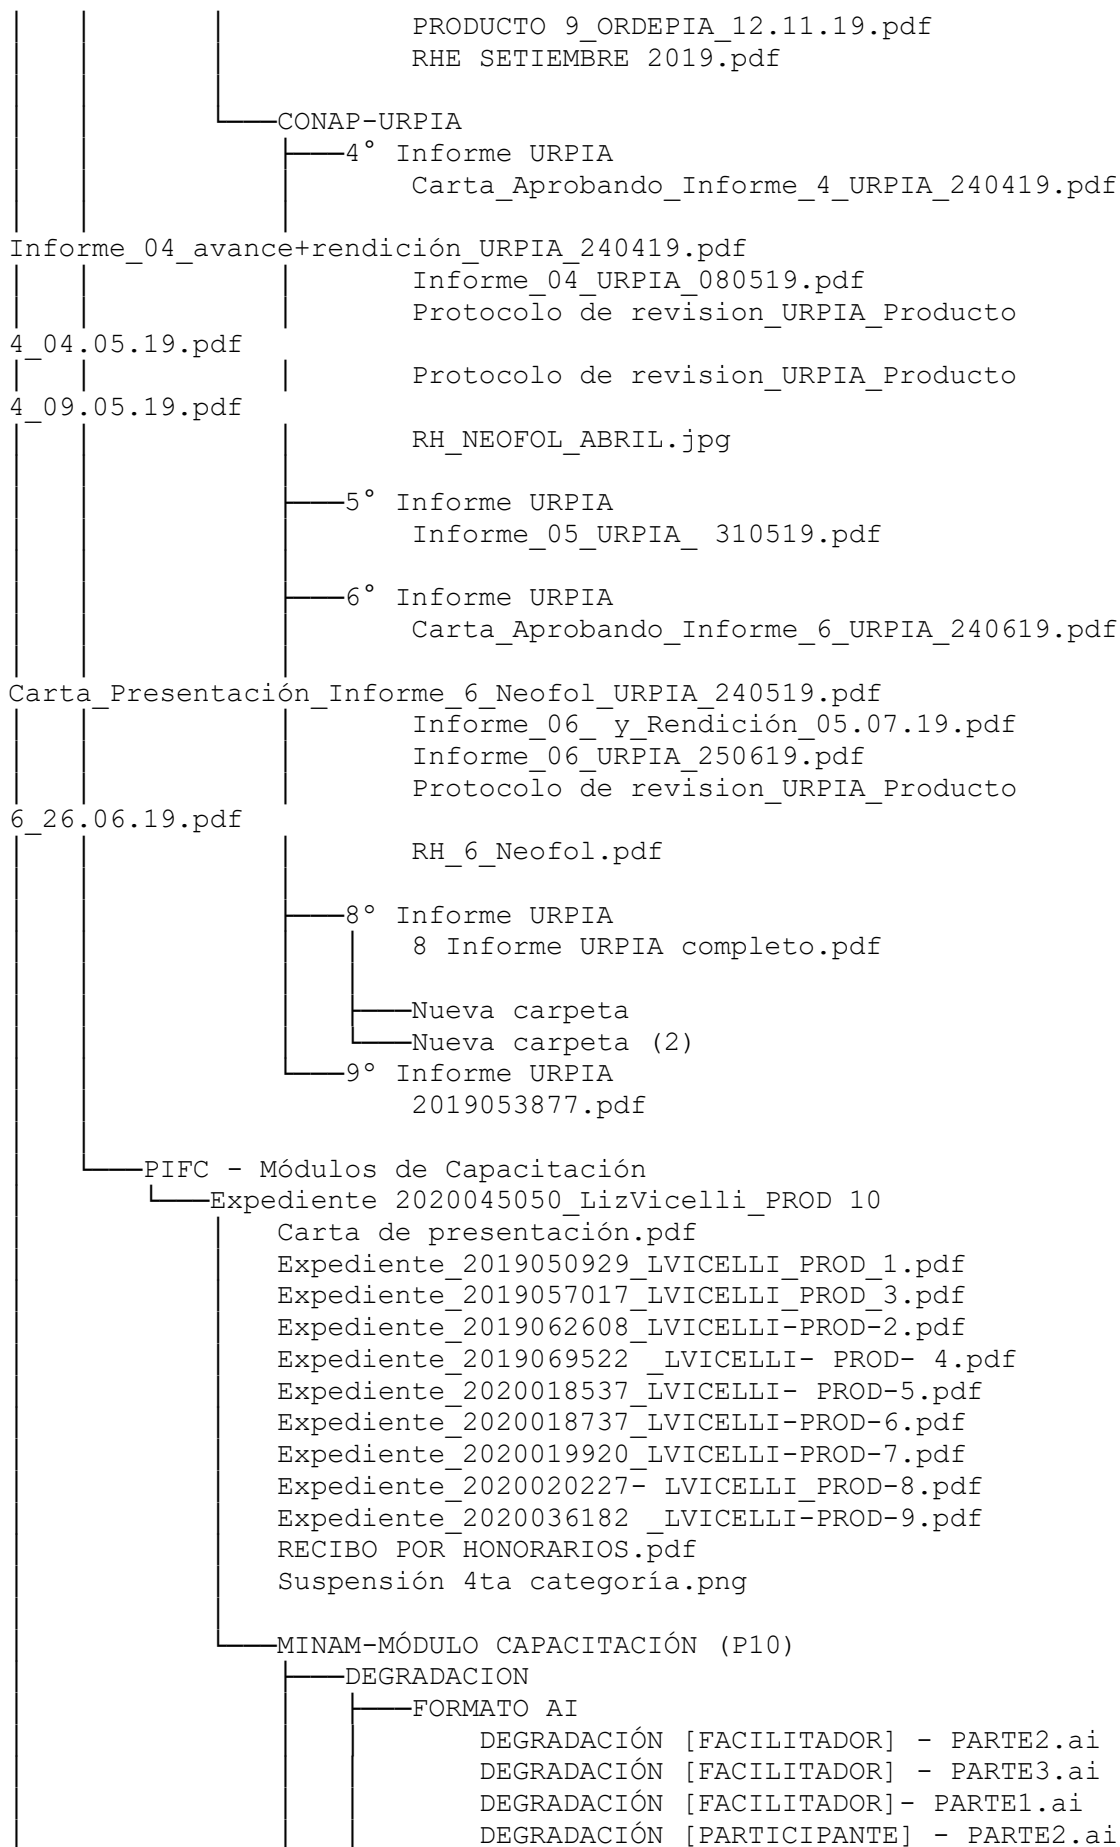 PRODUCTO 9_ORDEPIA_12.11.19.pdf
RHE SETIEMBRE 2019.pdf
CONAP-URPIA
4° Informe URPIA
Carta_Aprobando_Informe_4_URPIA_240419.pdf
Informe_04_avance+rendición_URPIA_240419.pdf
Informe_04_URPIA_080519.pdf
Protocolo de revision_URPIA_Producto
4_04.05.19.pdf
Protocolo de revision_URPIA_Producto
4_09.05.19.pdf
RH_NEOFOL_ABRIL.jpg
5° Informe URPIA
Informe_05_URPIA_ 310519.pdf
6° Informe URPIA
Carta_Aprobando_Informe_6_URPIA_240619.pdf
Carta_Presentación_Informe_6_Neofol_URPIA_240519.pdf
Informe_06_ y_Rendición_05.07.19.pdf
Informe_06_URPIA_250619.pdf
Protocolo de revision_URPIA_Producto
6_26.06.19.pdf
RH_6_Neofol.pdf
8º Informe URPIA
8 Informe URPIA completo.pdf
Nueva carpeta
Nueva carpeta (2)
9º Informe URPIA
2019053877.pdf
PIFC - Módulos de Capacitación
Expediente 2020045050_LizVicelli_PROD 10
Carta de presentación.pdf
Expediente_2019050929_LVICELLI_PROD_1.pdf
Expediente_2019057017_LVICELLI_PROD_3.pdf
Expediente_2019062608_LVICELLI-PROD-2.pdf
Expediente_2019069522 _LVICELLI- PROD- 4.pdf
Expediente_2020018537_LVICELLI- PROD-5.pdf
Expediente_2020018737_LVICELLI-PROD-6.pdf
Expediente_2020019920_LVICELLI-PROD-7.pdf
Expediente_2020020227- LVICELLI_PROD-8.pdf
Expediente_2020036182 _LVICELLI-PROD-9.pdf
RECIBO POR HONORARIOS.pdf
Suspensión 4ta categoría.png
MINAM-MÓDULO CAPACITACIÓN (P10)
DEGRADACION
FORMATO AI
DEGRADACIÓN [FACILITADOR] - PARTE2.ai
DEGRADACIÓN [FACILITADOR] - PARTE3.ai
DEGRADACIÓN [FACILITADOR]- PARTE1.ai
DEGRADACIÓN [PARTICIPANTE] - PARTE2.ai